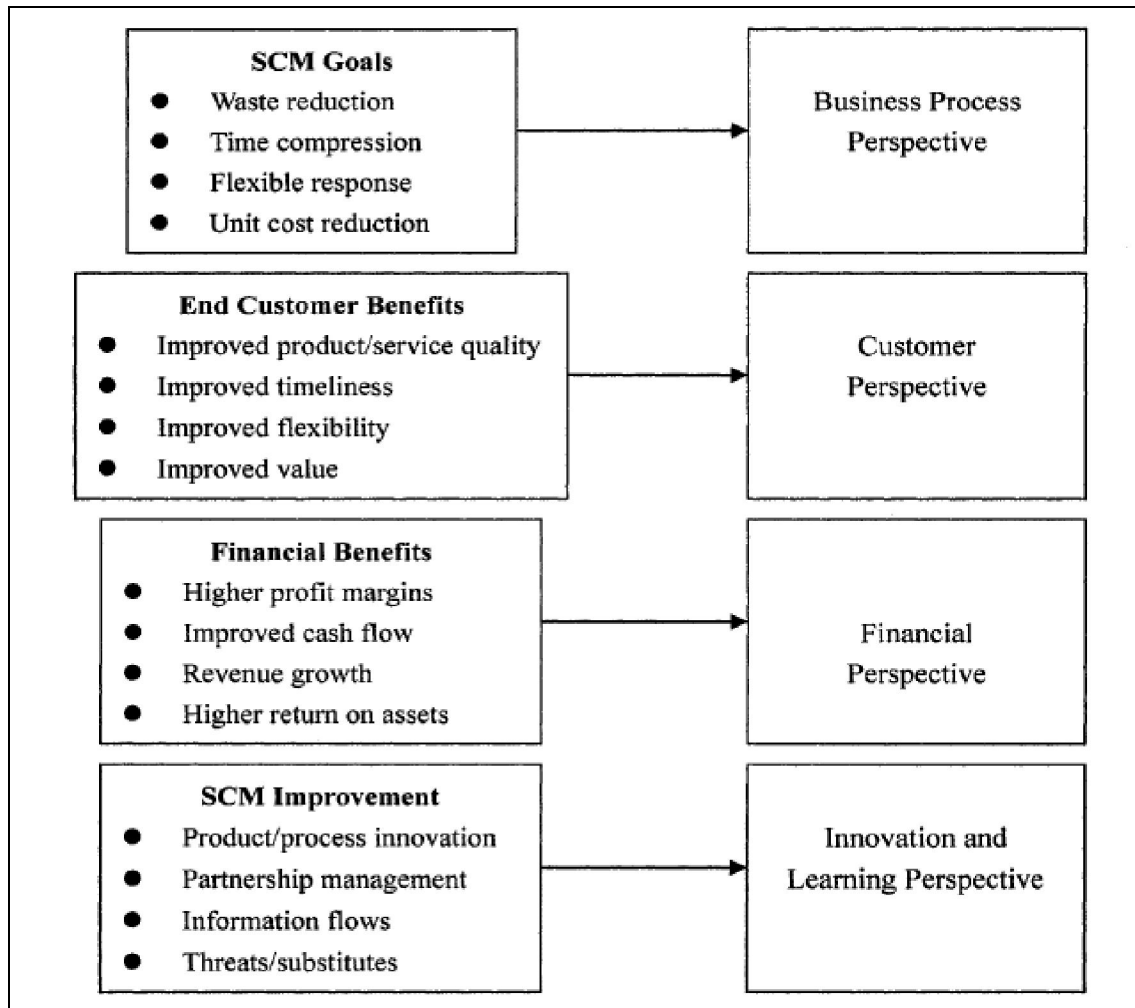 SCM Goals
● Waste reduction
● Time compression
● Flexible response
● Unit cost reduction
Business Process
Perspective
End Customer Benefits
● Improved product/service quality
● Improved timeliness
● Improved flexibility
● Improved value
Customer
Perspective
Financial Benefits
● Higher profit margins
● Improved cash flow
● Revenue growth
● Higher return on assets
Financial
Perspective
SCM Improvement
● Product/process innovation
● Partnership management
● Information flows
● Threats/substitutes
Innovation and
Learning Perspective